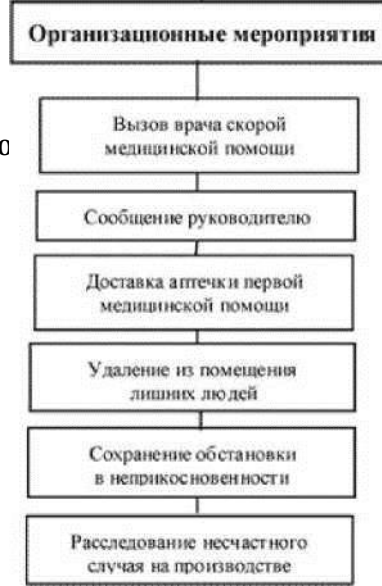 Организационные мероприятия
Вызов врача скорой
медицинской помощи
о
Сообщение руководителю
Доставка аптечки первой
медицинской помощи
Удаление из помещения
лишних людей
Сохранение обстановки
в неприкосновенности
Расследование несчастного
случая на производстве